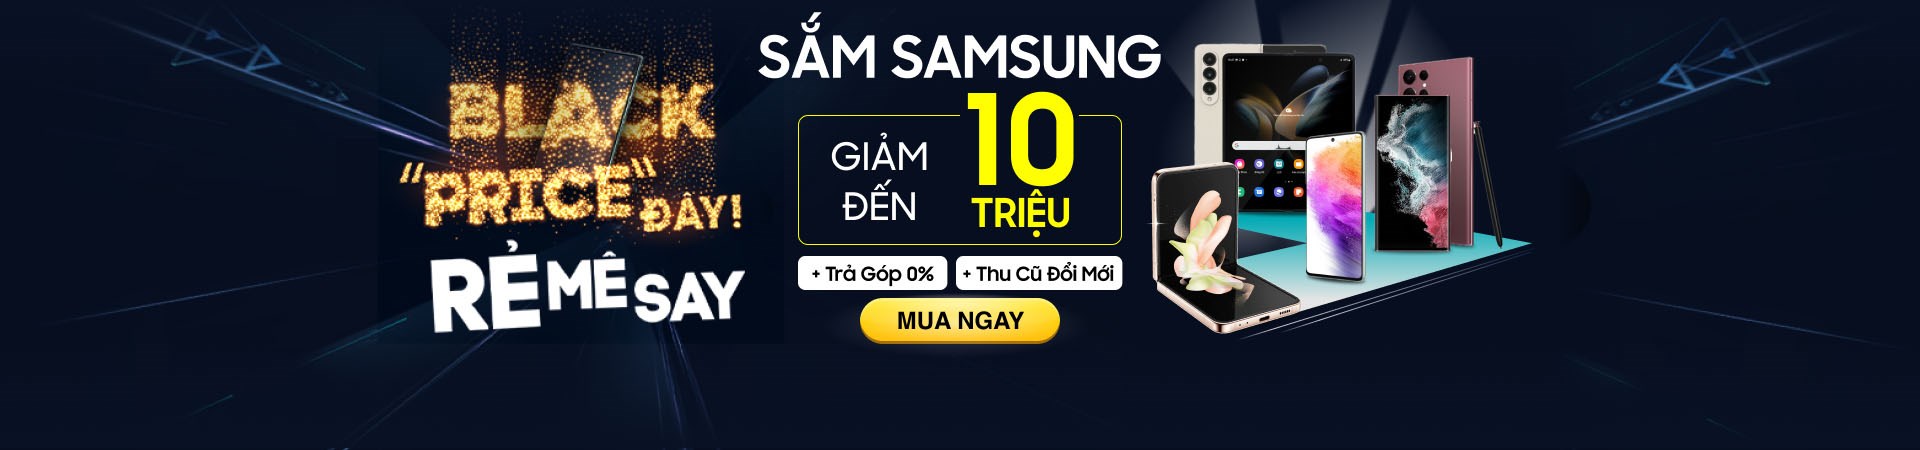 BLACK
“PRICE” ĐÂY!
RẺ MÊ SAY
SẮM SAMSUNG
GIẢM ĐẾN
10 TRIỆU
+ Trả Góp 0%
+ Thu Cũ Đổi Mới
MUA NGAY